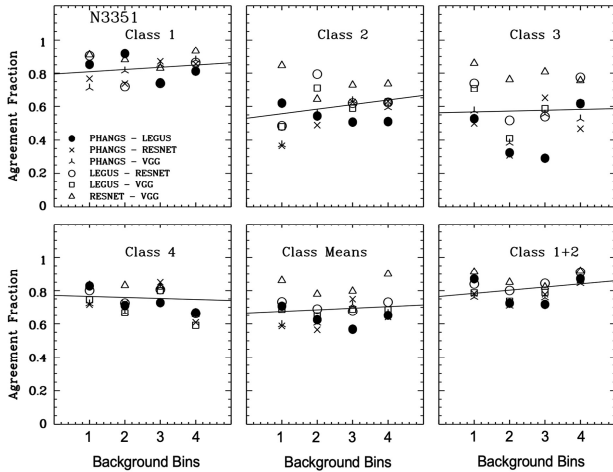 N3351
Class 1
Class 2
Class 3
Agreement Fraction
1
0.8
0.6
0.4
0.2
0
PHANGS – LEGUS
PHANGS – RESNET
PHANGS – VGG
LEGUS – RESNET
LEGUS – VGG
RESNET – VGG
Class 4
Class Means
Class 1+2
Agreement Fraction
1
0.8
0.6
0.4
0.2
0
1 2 3 4
1 2 3 4
1 2 3 4
Background Bins
Background Bins
Background Bins